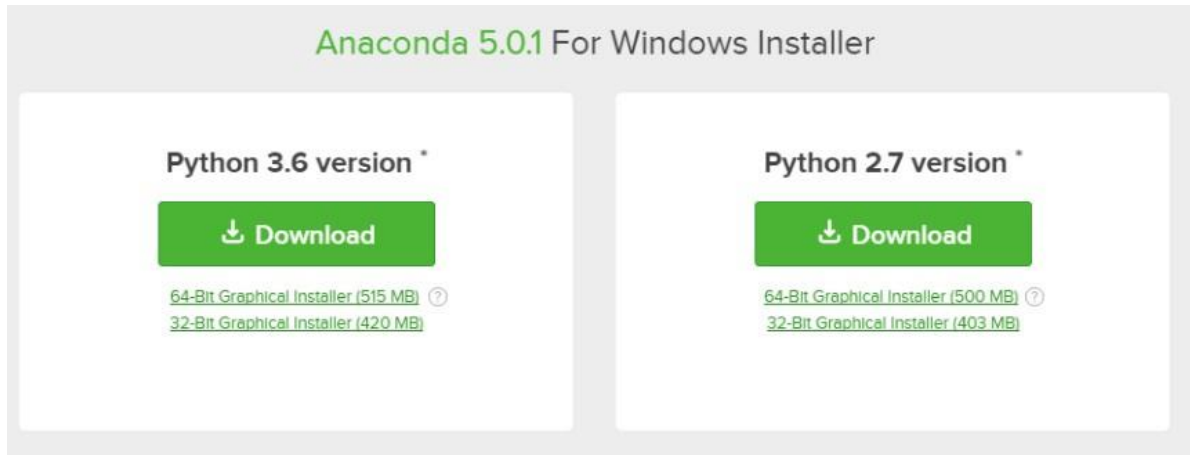 Anaconda 5.0.1 For Windows Installer
Python 3.6 version *
Download
64-Bit Graphical Installer (515 MB) ?
32-Bit Graphical Installer (420 MB)
Python 2.7 version *
Download
64-Bit Graphical Installer (500 MB) ?
32-Bit Graphical Installer (403 MB)